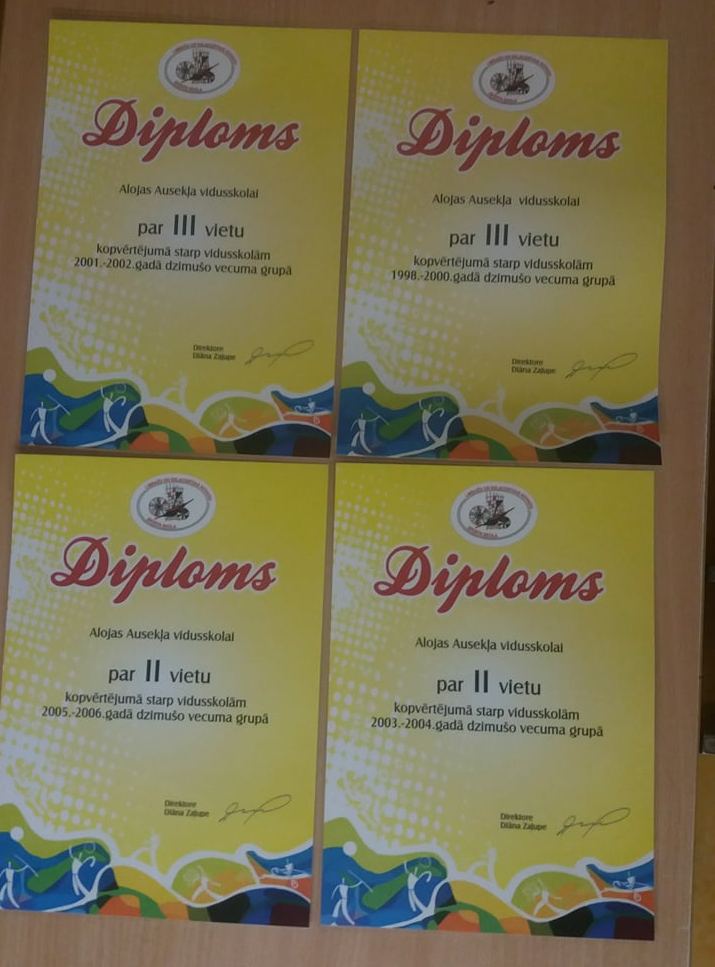 Diploms
Alojas Ausekļa vidusskolai
par III vietu
kopvērtējumā starp vidusskolām
2001.-2002.gadā dzimušo vecuma grupā
Direktore
Diāna Zaļupe
Diploms
Alojas Ausekļa vidusskolai
par III vietu
kopvērtējumā starp vidusskolām
1998.-2000.gadā dzimušo vecuma grupā
Direktore
Diāna Zaļupe
Diploms
Alojas Ausekļa vidusskolai
par II vietu
kopvērtējumā starp vidusskolām
2005.-2006.gadā dzimušo vecuma grupā
Direktore
Diāna Zaļupe
Diploms
Alojas Ausekļa vidusskolai
par II vietu
kopvērtējumā starp vidusskolām
2003.-2004.gadā dzimušo vecuma grupā
Direktore
Diāna Zaļupe